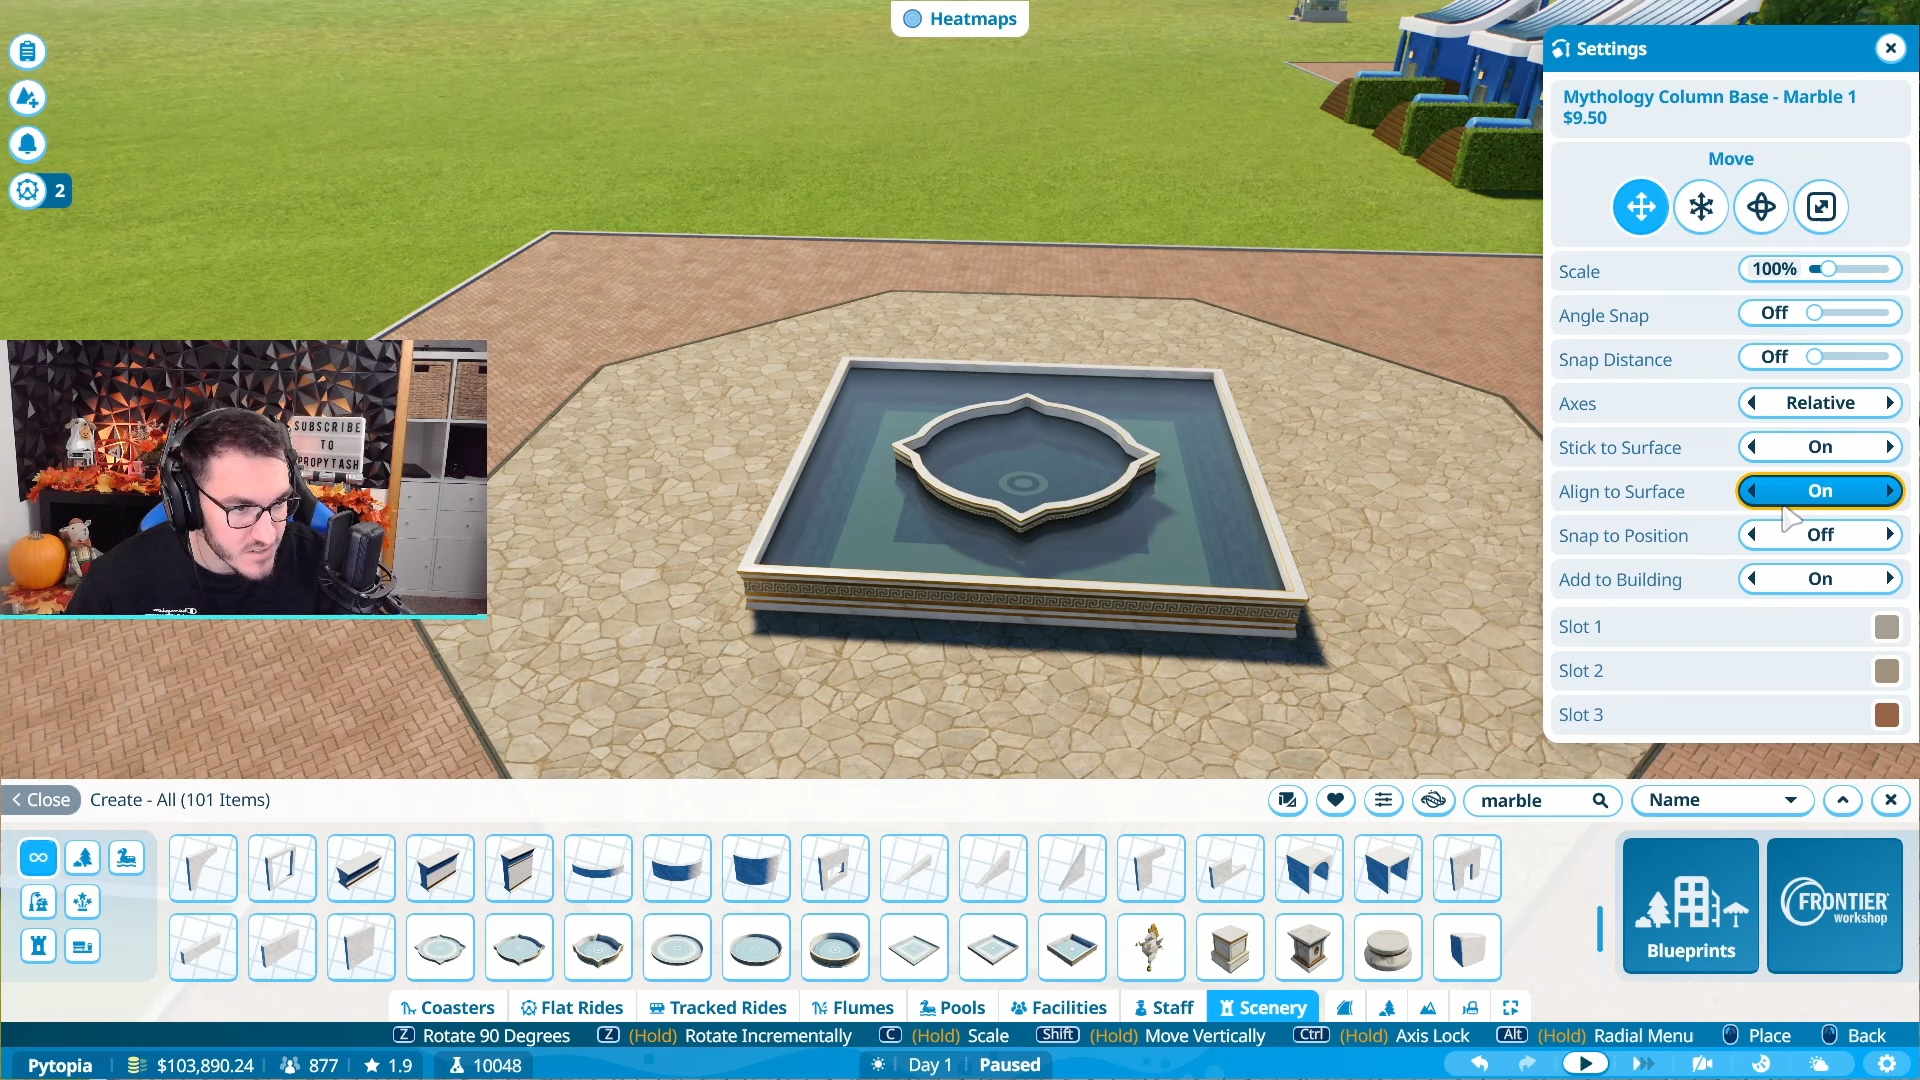 Heatmaps
Settings
Mythology Column Base - Marble 1
$9.50
Move
Scale 100%
Angle Snap Off
Snap Distance Off
Axes Relative
Stick to Surface On
Align to Surface On
Snap to Position Off
Add to Building On
Slot 1
Slot 2
Slot 3
2
SUBSCRIBE
TO
PROPYTASH
Champion
Close Create - All (101 Items) marble Name
Blueprints
FRONTIER
workshop
Coasters Flat Rides Tracked Rides Flumes Pools Facilities Staff Scenery
Z Rotate 90 Degrees Z (Hold) Rotate Incrementally C (Hold) Scale Shift (Hold) Move Vertically Ctrl (Hold) Axis Lock Alt (Hold) Radial Menu Place Back
Pytopia $103,890.24 877 1.9 10048 Day 1 Paused